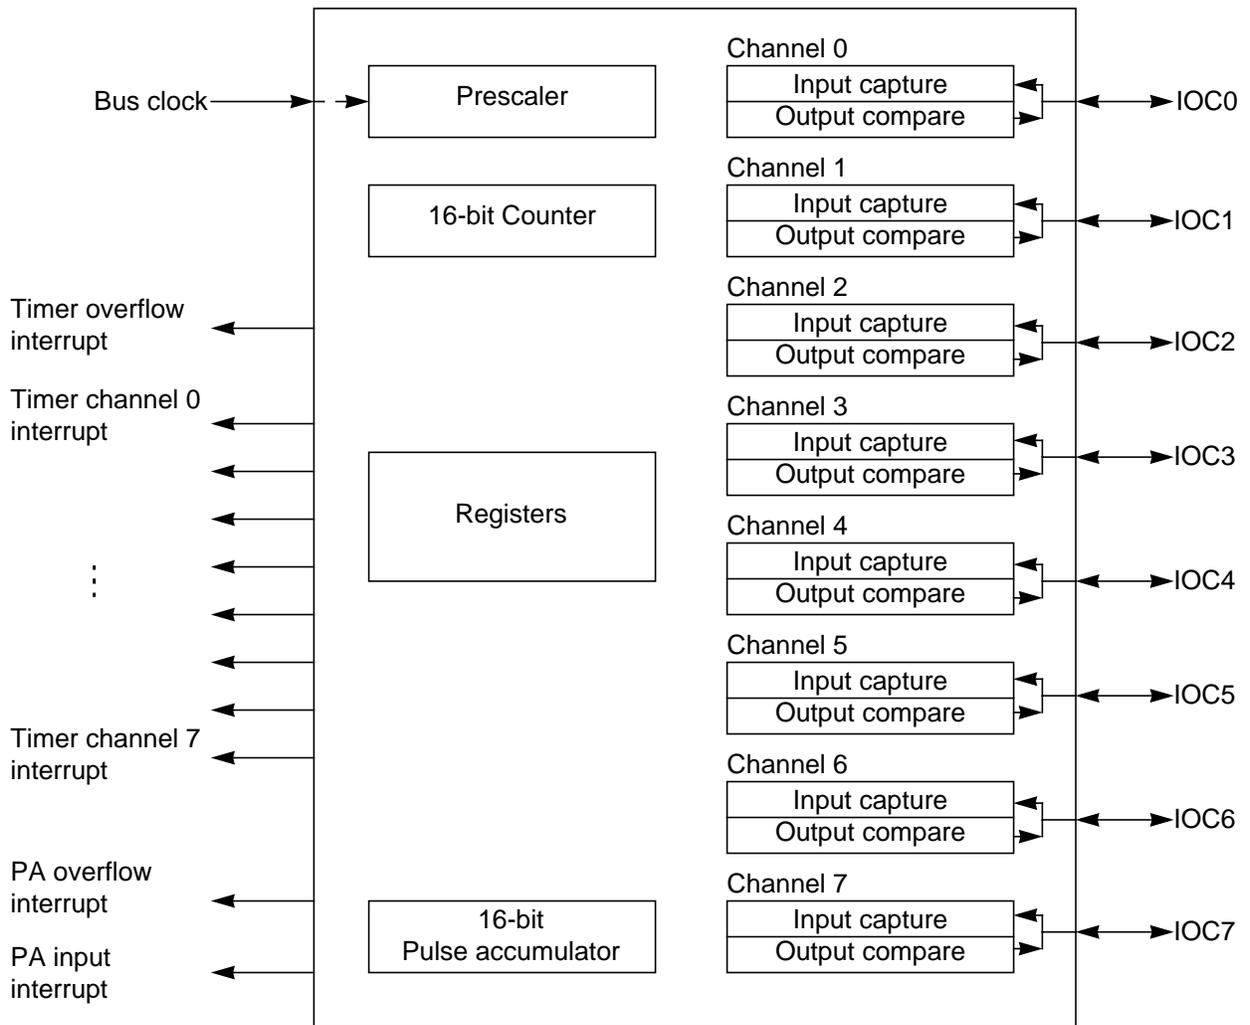 Bus clock
Timer overflow
interrupt
Timer channel 0
interrupt
Timer channel 7
interrupt
PA overflow
interrupt
PA input
interrupt
Prescaler
16-bit Counter
Registers
16-bit
Pulse accumulator
Channel 0
Input capture
Output compare
IOC0
Channel 1
Input capture
Output compare
IOC1
Channel 2
Input capture
Output compare
IOC2
Channel 3
Input capture
Output compare
IOC3
Channel 4
Input capture
Output compare
IOC4
Channel 5
Input capture
Output compare
IOC5
Channel 6
Input capture
Output compare
IOC6
Channel 7
Input capture
Output compare
IOC7